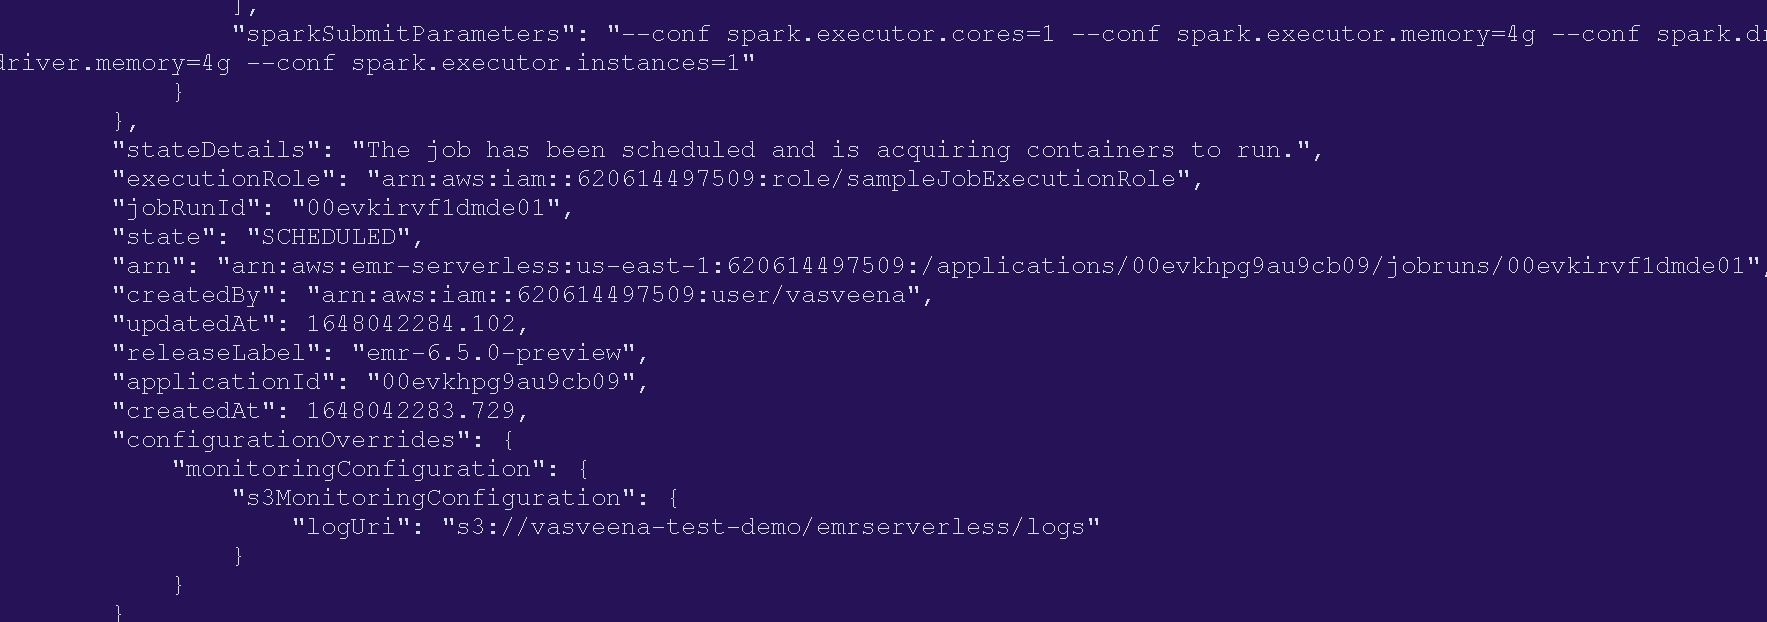 ],
"sparkSubmitParameters": "--conf spark.executor.cores=1 --conf spark.executor.memory=4g --conf spark.dr
driver.memory=4g --conf spark.executor.instances=1"
}
},
"stateDetails": "The job has been scheduled and is acquiring containers to run.",
"executionRole": "arn:aws:iam::620614497509:role/sampleJobExecutionRole",
"jobRunId": "00evkirvf1dmde01",
"state": "SCHEDULED",
"arn": "arn:aws:emr-serverless:us-east-1:620614497509:/applications/00evkhpg9au9cb09/jobruns/00evkirvf1dmde01",
"createdBy": "arn:aws:iam::620614497509:user/vasveena",
"updatedAt": 1648042284.102,
"releaseLabel": "emr-6.5.0-preview",
"applicationId": "00evkhpg9au9cb09",
"createdAt": 1648042283.729,
"configurationOverrides": {
"monitoringConfiguration": {
"s3MonitoringConfiguration": {
"logUri": "s3://vasveena-test-demo/emrserverless/logs"
}
}
}